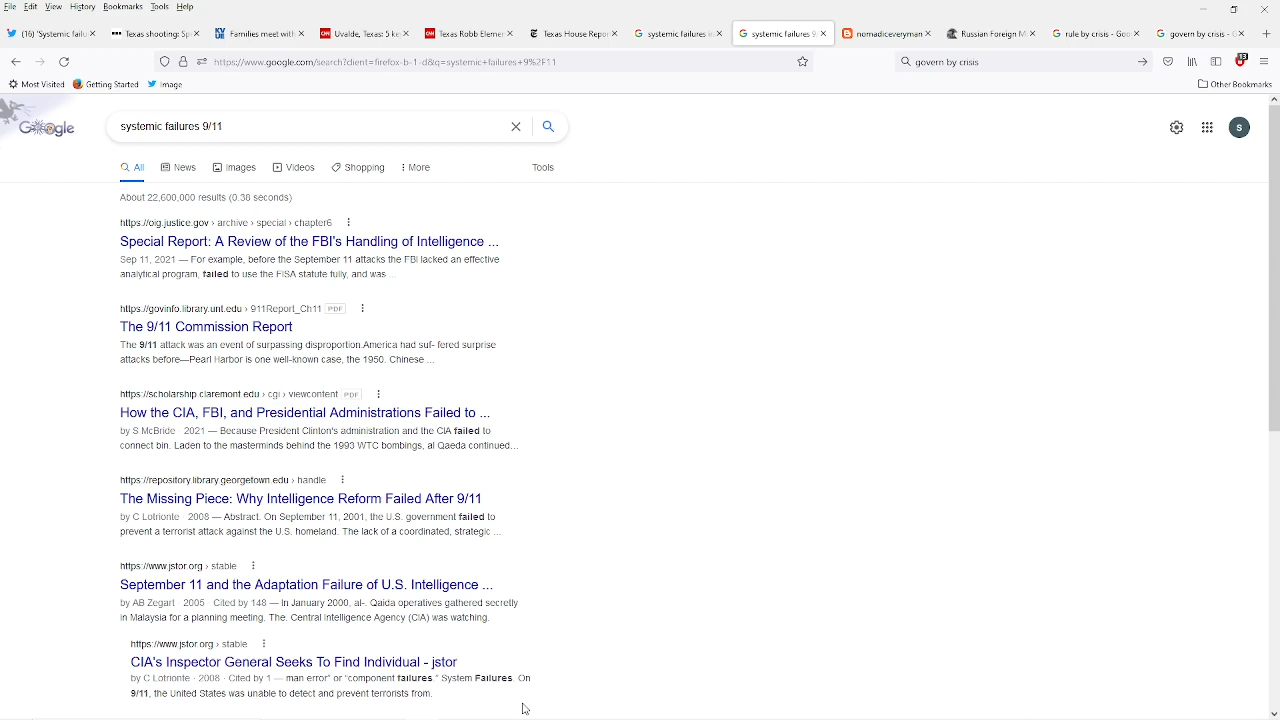 File Edit View History Bookmarks Tools Help
(16) 'Systemic failu
Texas shooting: Sp
Families meet with
Uvalde, Texas: 5 ke
Texas Robb Elemen
Texas House Repor
systemic failures in
systemic failures 9
nomadiceveryman
Russian Foreign M
rule by crisis - Goo
govern by crisis - G
https://www.google.com/search?client=firefox-b-1-d&q=systemic+failures+9%2F11
govern by crisis
Most Visited Getting Started Image Other Bookmarks
Google
systemic failures 9/11
S
All News Images Videos Shopping More Tools
About 22,600,000 results (0.38 seconds)
https://oig.justice.gov › archive › special › chapter6
Special Report: A Review of the FBI's Handling of Intelligence ...
Sep 11, 2021 — For example, before the September 11 attacks the FBI lacked an effective
analytical program, failed to use the FISA statute fully, and was ...
https://govinfo.library.unt.edu › 911Report_Ch11 PDF
The 9/11 Commission Report
The 9/11 attack was an event of surpassing disproportion.America had suf- fered surprise
attacks before—Pearl Harbor is one well-known case, the 1950. Chinese ...
https://scholarship.claremont.edu › cgi › viewcontent PDF
How the CIA, FBI, and Presidential Administrations Failed to ...
by S McBride · 2021 — Because President Clinton's administration and the CIA failed to
connect bin. Laden to the masterminds behind the 1993 WTC bombings, al Qaeda continued...
https://repository.library.georgetown.edu › handle
The Missing Piece: Why Intelligence Reform Failed After 9/11
by C Lotrionte · 2008 — Abstract. On September 11, 2001, the U.S. government failed to
prevent a terrorist attack against the U.S. homeland. The lack of a coordinated, strategic ...
https://www.jstor.org › stable
September 11 and the Adaptation Failure of U.S. Intelligence ...
by AB Zegart · 2005 · Cited by 148 — In January 2000, al-. Qaida operatives gathered secretly
in Malaysia for a planning meeting. The. Central Intelligence Agency (CIA) was watching.
https://www.jstor.org › stable
CIA's Inspector General Seeks To Find Individual - jstor
by C Lotrionte · 2008 · Cited by 1 — man error" or "component failures." System Failures. On
9/11, the United States was unable to detect and prevent terrorists from.